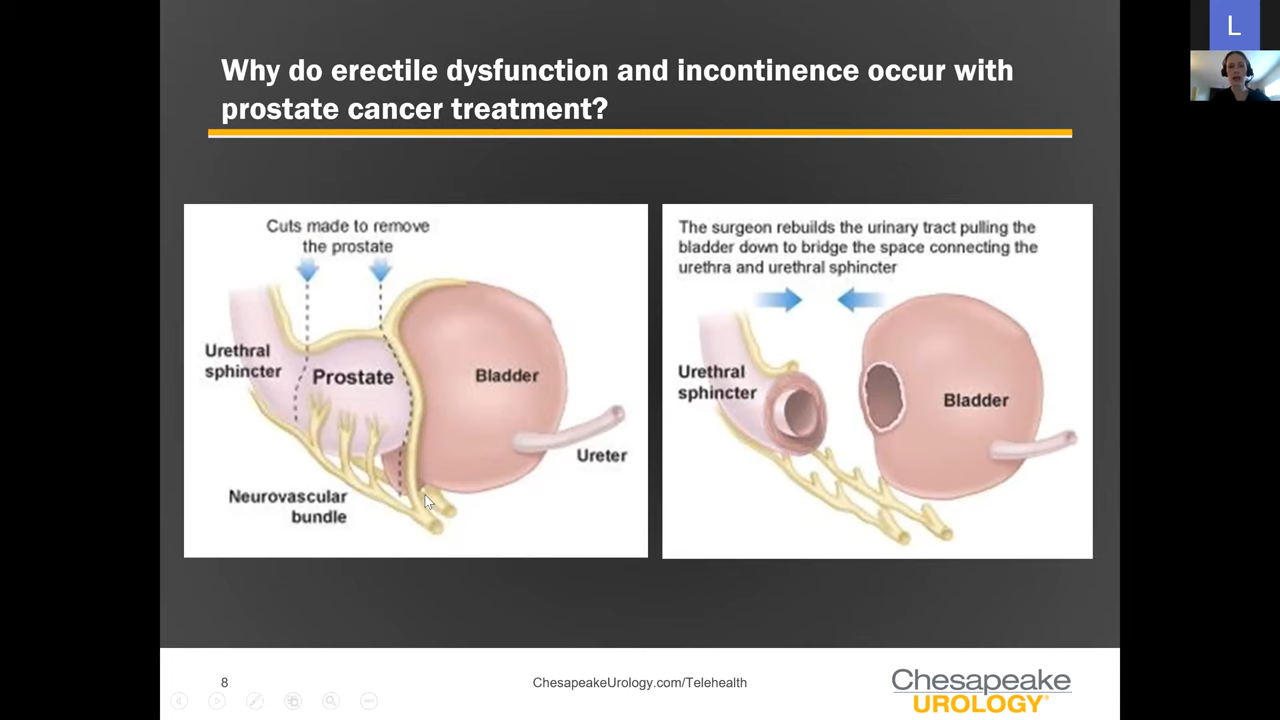 L
Why do erectile dysfunction and incontinence occur with
prostate cancer treatment?
Cuts made to remove
the prostate
Urethral
sphincter
Prostate
Bladder
Ureter
Neurovascular
bundle
The surgeon rebuilds the urinary tract pulling the
bladder down to bridge the space connecting the
urethra and urethral sphincter
Urethral
sphincter
Bladder
8
ChesapeakeUrology.com/Telehealth
Chesapeake
UROLOGY®